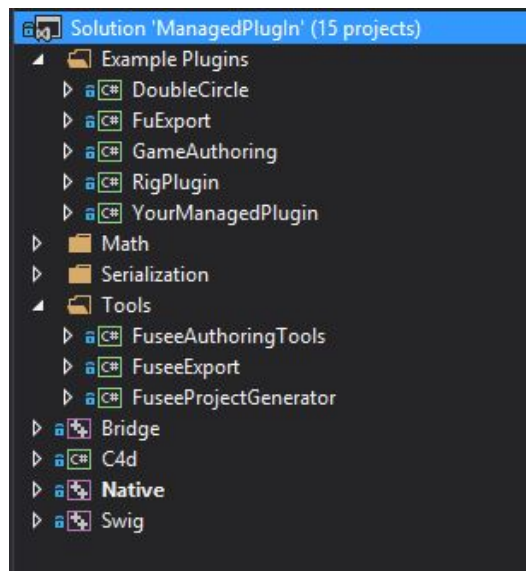 Solution 'ManagedPlugIn' (15 projects)
Example Plugins
C# DoubleCircle
C# FuExport
C# GameAuthoring
C# RigPlugin
C# YourManagedPlugin
Math
Serialization
Tools
C# FuseeAuthoringTools
C# FuseeExport
C# FuseeProjectGenerator
Bridge
C# C4d
Native
Swig